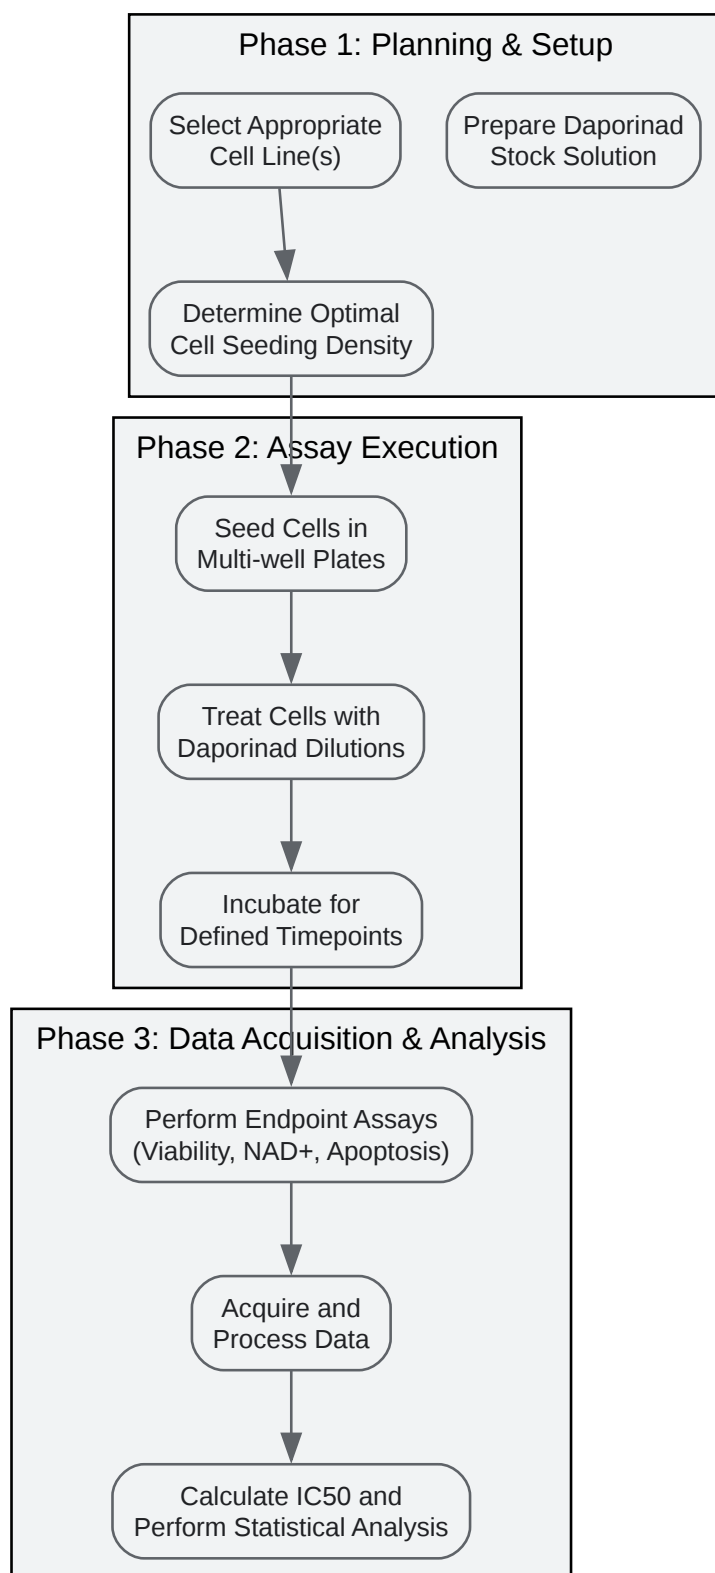 Phase 1: Planning & Setup
Select Appropriate
Cell Line(s)
Prepare Daporinad
Stock Solution
Determine Optimal
Cell Seeding Density
Phase 2: Assay Execution
Seed Cells in
Multi-well Plates
Treat Cells with
Daporinad Dilutions
Incubate for
Defined Timepoints
Phase 3: Data Acquisition & Analysis
Perform Endpoint Assays
(Viability, NAD+, Apoptosis)
Acquire and
Process Data
Calculate IC50 and
Perform Statistical Analysis